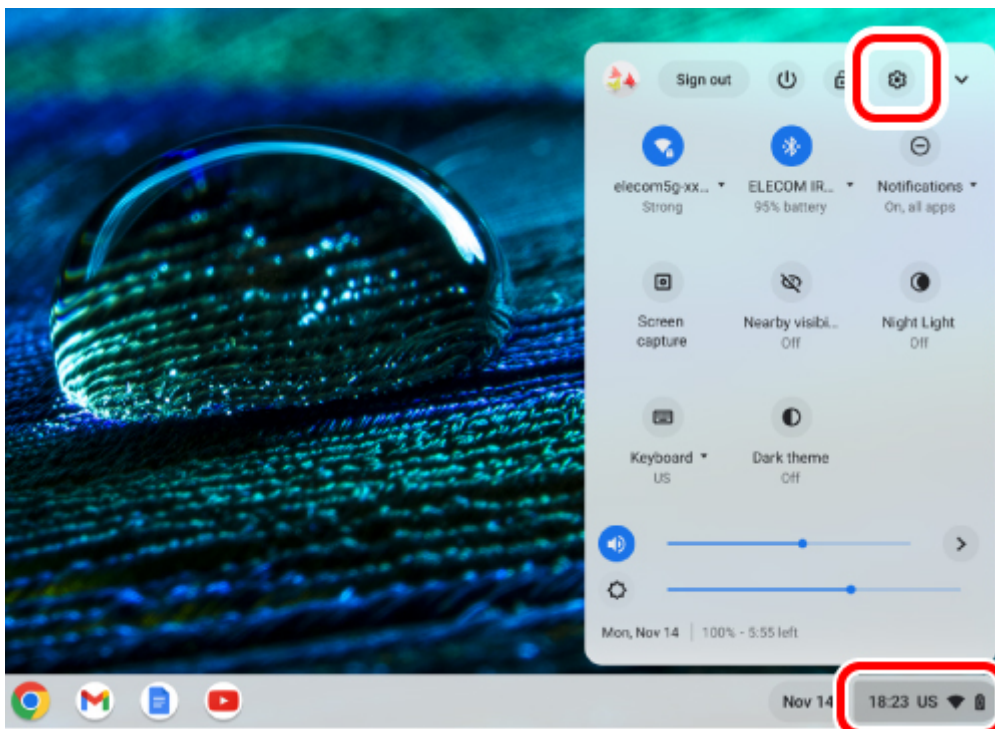 Sign out
elecom5g-xx...
Strong
ELECOM IR...
95% battery
Notifications
On, all apps
Screen
capture
Nearby visibi...
Off
Night Light
Off
Keyboard
US
Dark theme
Off
Mon, Nov 14 | 100% - 5:55 left
Nov 14
18:23 US